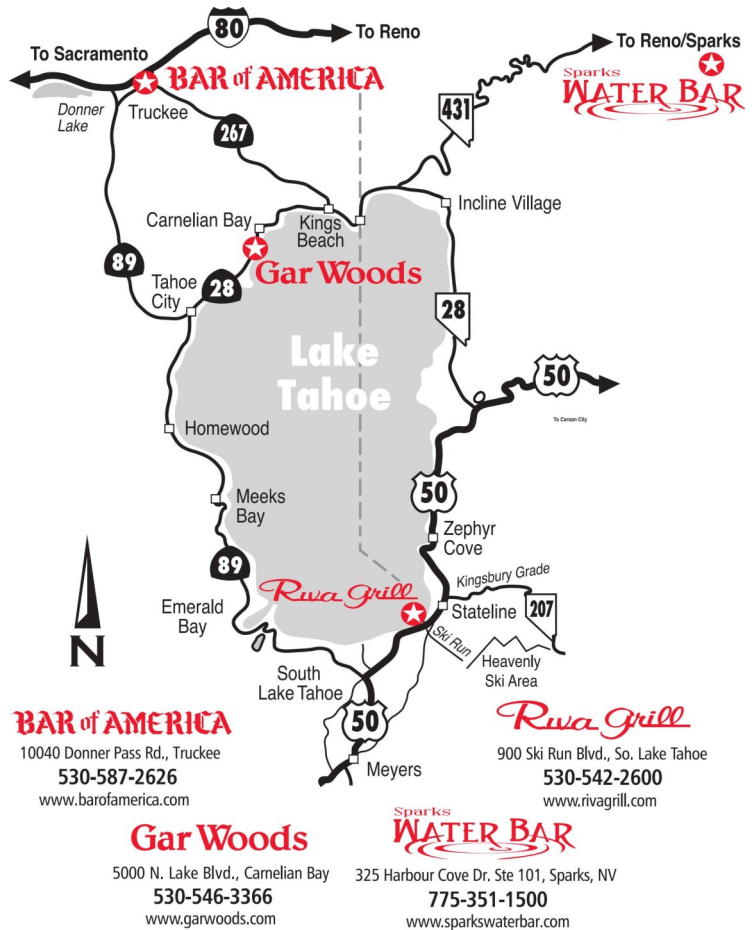 80
To Sacramento
To Reno
To Reno/Sparks
BAR of AMERICA
Sparks
WATER BAR
Donner
Lake
Truckee
431
267
Incline Village
Carnelian Bay
Kings
Beach
Gar Woods
89
Tahoe
City
28
28
Lake
Tahoe
50
To Carson City
Homewood
50
Meeks
Bay
Zephyr
Cove
89
Kingsbury Grade
Riva Grill
Emerald
Bay
Stateline
207
N
Ski Run
Heavenly
Ski Area
South
Lake Tahoe
50
Meyers
BAR of AMERICA
10040 Donner Pass Rd., Truckee
530-587-2626
www.barofamerica.com
Riva Grill
900 Ski Run Blvd., So. Lake Tahoe
530-542-2600
www.rivagrill.com
Gar Woods
5000 N. Lake Blvd., Carnelian Bay
530-546-3366
www.garwoods.com
Sparks
WATER BAR
325 Harbour Cove Dr. Ste 101, Sparks, NV
775-351-1500
www.sparkswaterbar.com